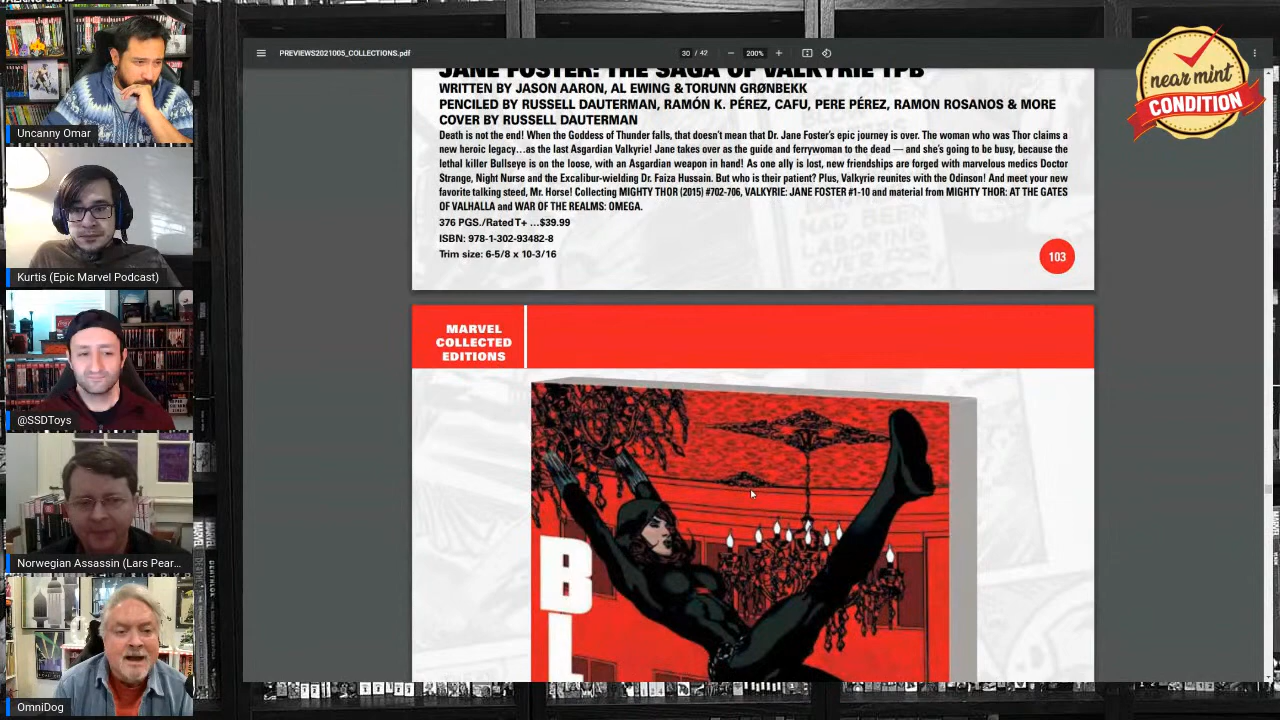 Uncanny Omar
Kurtis (Epic Marvel Podcast)
@SSDToys
Norwegian Assassin (Lars Pear...
OmniDog
PREVIEWS2021005_COLLECTIONS.pdf
30 / 42
200%
near mint
CONDITION
JANE FOSTER: THE SAGA OF VALKYRIE TPB
WRITTEN BY JASON AARON, AL EWING & TORUNN GRØNBEKK
PENCILED BY RUSSELL DAUTERMAN, RAMÓN K. PÉREZ, CAFU, PERE PÉREZ, RAMON ROSANOS & MORE
COVER BY RUSSELL DAUTERMAN
Death is not the end! When the Goddess of Thunder falls, that doesn't mean that Dr. Jane Foster's epic journey is over. The woman who was Thor claims a
new heroic legacy…as the last Asgardian Valkyrie! Jane takes over as the guide and ferrywoman to the dead — and she's going to be busy, because the
lethal killer Bullseye is on the loose, with an Asgardian weapon in hand! As one ally is lost, new friendships are forged with marvelous medics Doctor
Strange, Night Nurse and the Excalibur-wielding Dr. Faiza Hussain. But who is their patient? Plus, Valkyrie reunites with the Odinson! And meet your new
favorite talking steed, Mr. Horse! Collecting MIGHTY THOR (2015) #702-706, VALKYRIE: JANE FOSTER #1-10 and material from MIGHTY THOR: AT THE GATES
OF VALHALLA and WAR OF THE REALMS: OMEGA.
376 PGS./Rated T+ …$39.99
ISBN: 978-1-302-93482-8
Trim size: 6-5/8 x 10-3/16
103
MARVEL
COLLECTED
EDITIONS
B
L